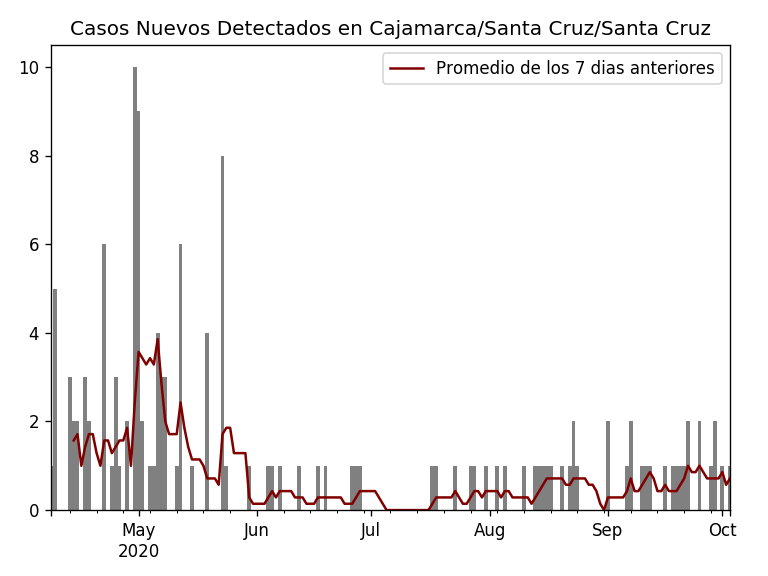 Casos Nuevos Detectados en Cajamarca/Santa Cruz/Santa Cruz
Promedio de los 7 dias anteriores
10
8
6
4
2
0
May Jun Jul Aug Sep Oct
2020